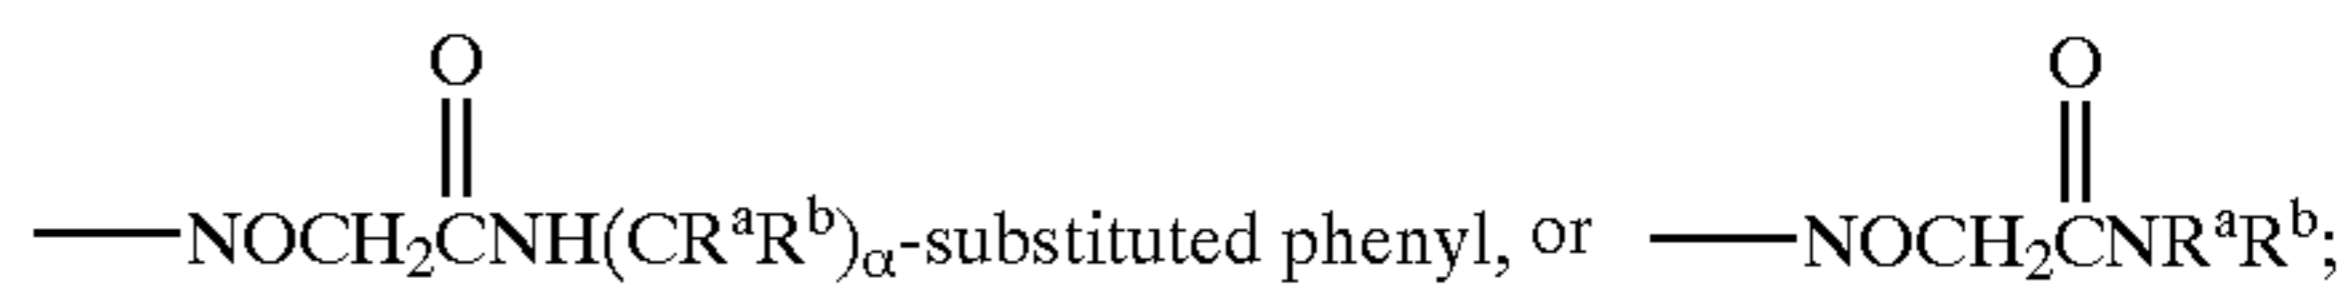 O O
—NOCH₂CNH(CRᵃRᵇ)α-substituted phenyl, or —NOCH₂CNRᵃRᵇ;